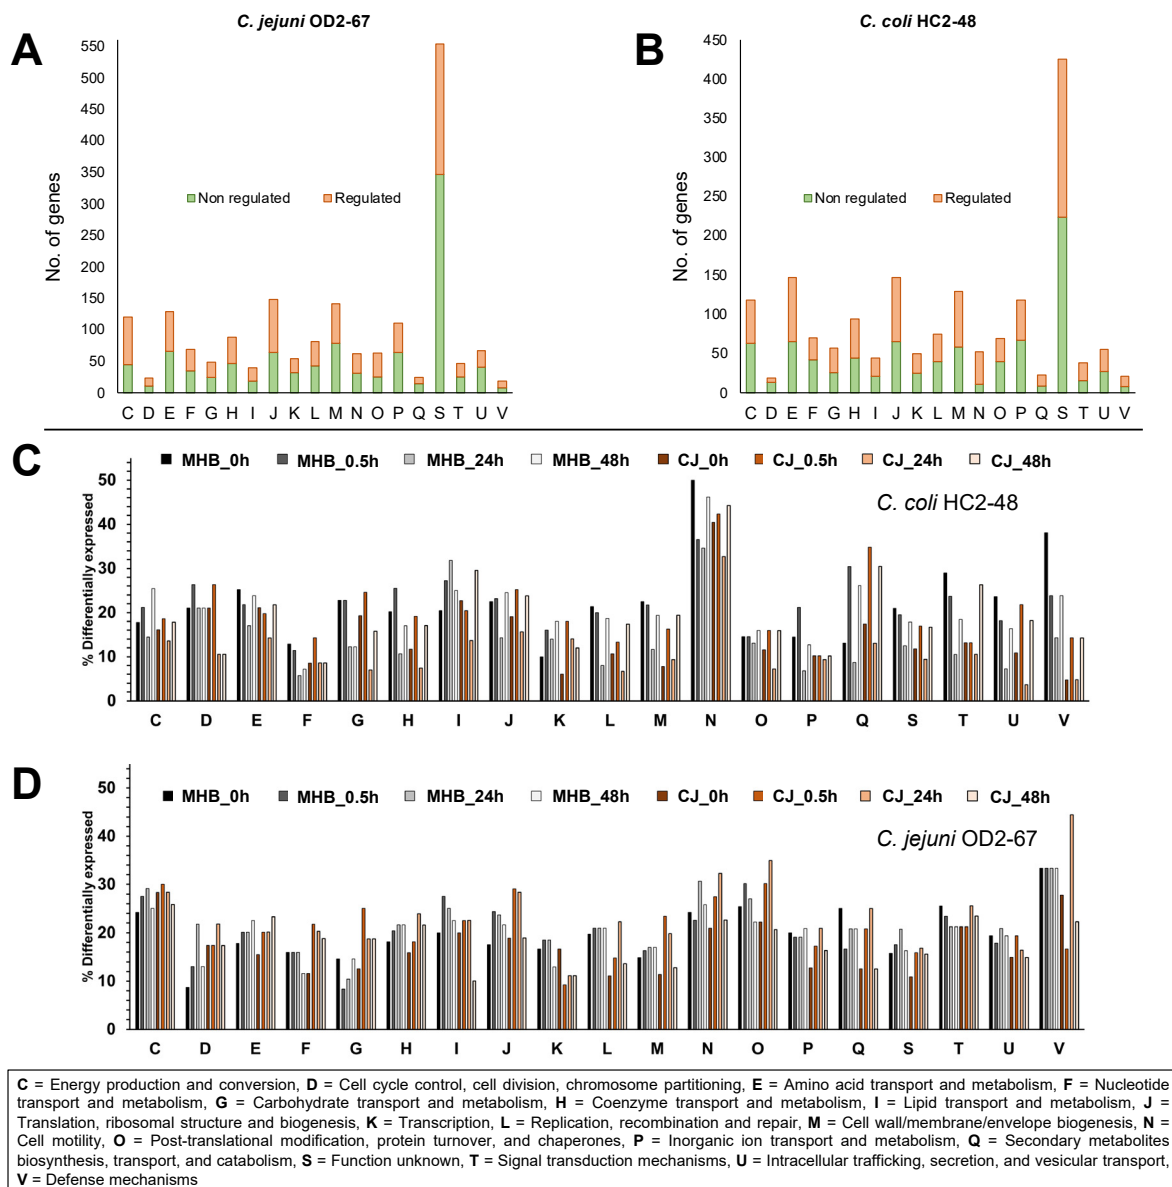 A
C. jejuni OD2-67
No. of genes
550
500
450
400
350
300
250
200
150
100
50
0
Non regulated Regulated
C D E F G H I J K L M N O P Q S T U V
B
C. coli HC2-48
No. of genes
450
400
350
300
250
200
150
100
50
0
Non regulated Regulated
C D E F G H I J K L M N O P Q S T U V
C
MHB_0h MHB_0.5h MHB_24h MHB_48h CJ_0h CJ_0.5h CJ_24h CJ_48h
C. coli HC2-48
% Differentially expressed
50
40
30
20
10
0
C D E F G H I J K L M N O P Q S T U V
D
MHB_0h MHB_0.5h MHB_24h MHB_48h CJ_0h CJ_0.5h CJ_24h CJ_48h
C. jejuni OD2-67
% Differentially expressed
50
40
30
20
10
0
C D E F G H I J K L M N O P Q S T U V
C = Energy production and conversion, D = Cell cycle control, cell division, chromosome partitioning, E = Amino acid transport and metabolism, F = Nucleotide
transport and metabolism, G = Carbohydrate transport and metabolism, H = Coenzyme transport and metabolism, I = Lipid transport and metabolism, J =
Translation, ribosomal structure and biogenesis, K = Transcription, L = Replication, recombination and repair, M = Cell wall/membrane/envelope biogenesis, N =
Cell motility, O = Post-translational modification, protein turnover, and chaperones, P = Inorganic ion transport and metabolism, Q = Secondary metabolites
biosynthesis, transport, and catabolism, S = Function unknown, T = Signal transduction mechanisms, U = Intracellular trafficking, secretion, and vesicular transport,
V = Defense mechanisms